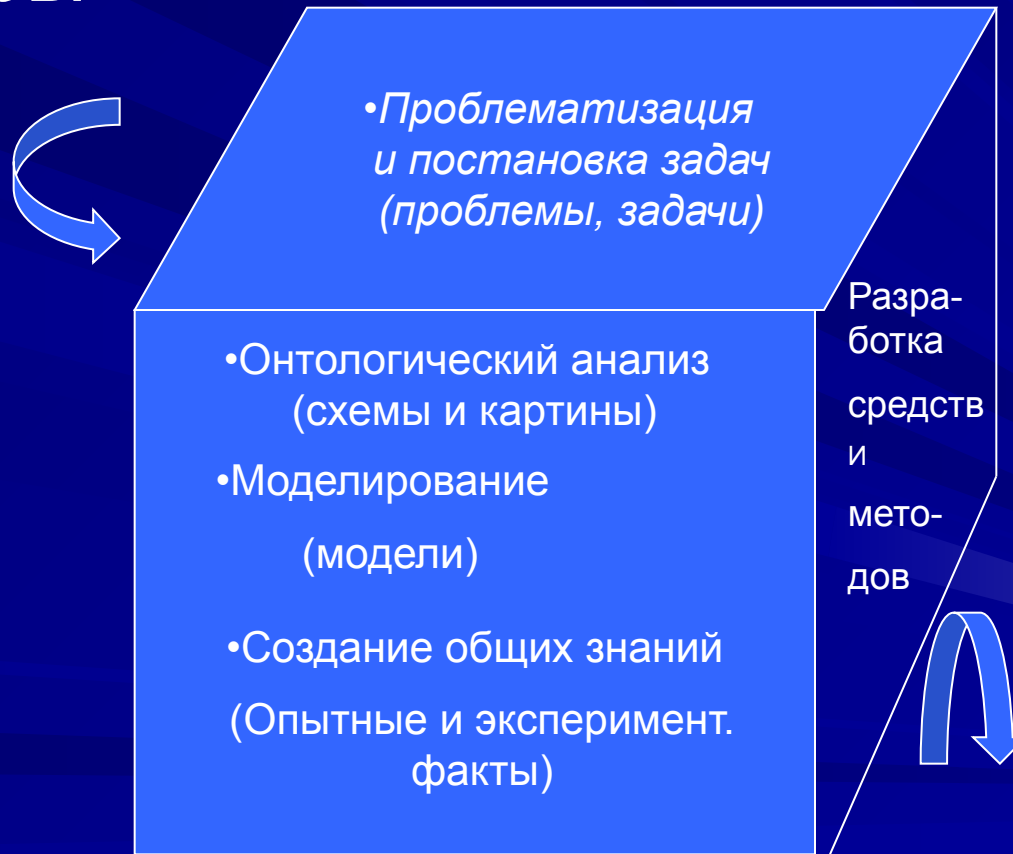 •Проблематизация
и постановка задач
(проблемы, задачи)
•Онтологический анализ
(схемы и картины)
•Моделирование
(модели)
•Создание общих знаний
(Опытные и эксперимент.
факты)
Разра-
ботка
средств
и
мето-
дов